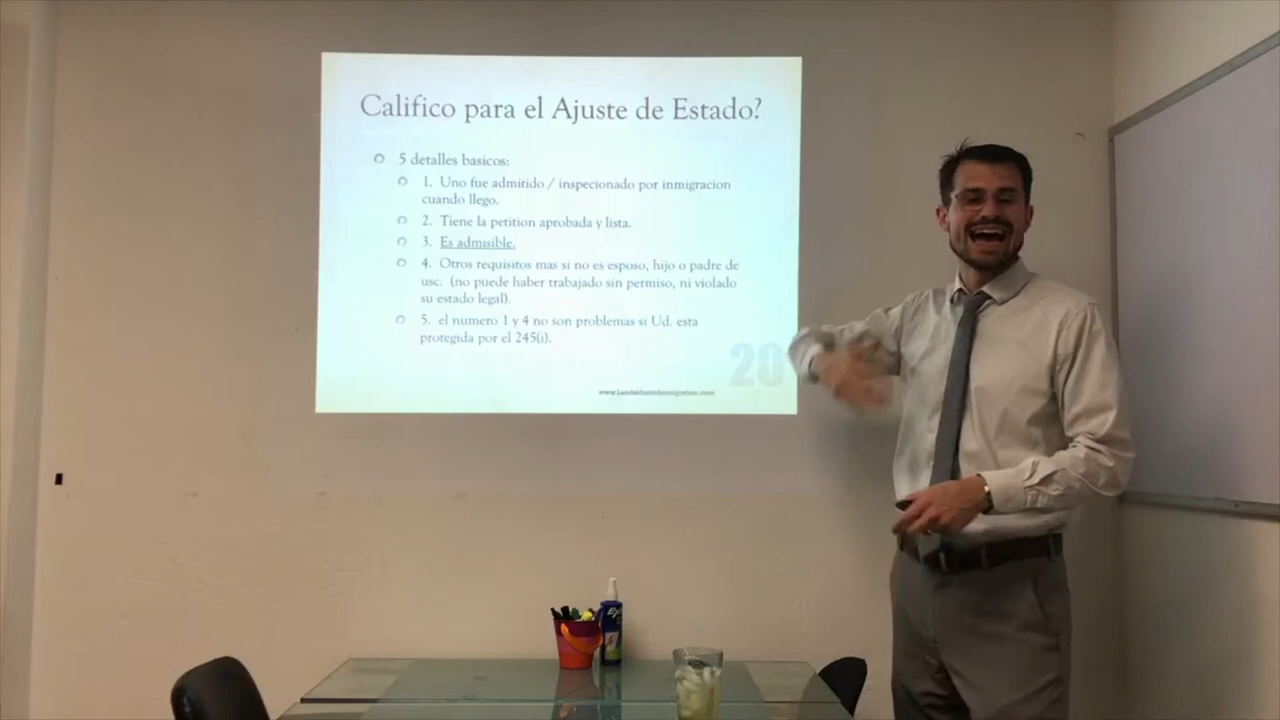 Califico para el Ajuste de Estado?
5 detalles basicos:
1. Uno fue admitido / inspecionado por inmigracion
cuando llego.
2. Tiene la petition aprobada y lista.
3. Es admisible.
4. Otros requisitos mas si no es esposo, hijo o padre de
usc. (no puede haber trabajado sin permiso, ni violado
su estado legal).
5. el numero 1 y 4 no son problemas si Ud. esta
protegida por el 245(i).
20